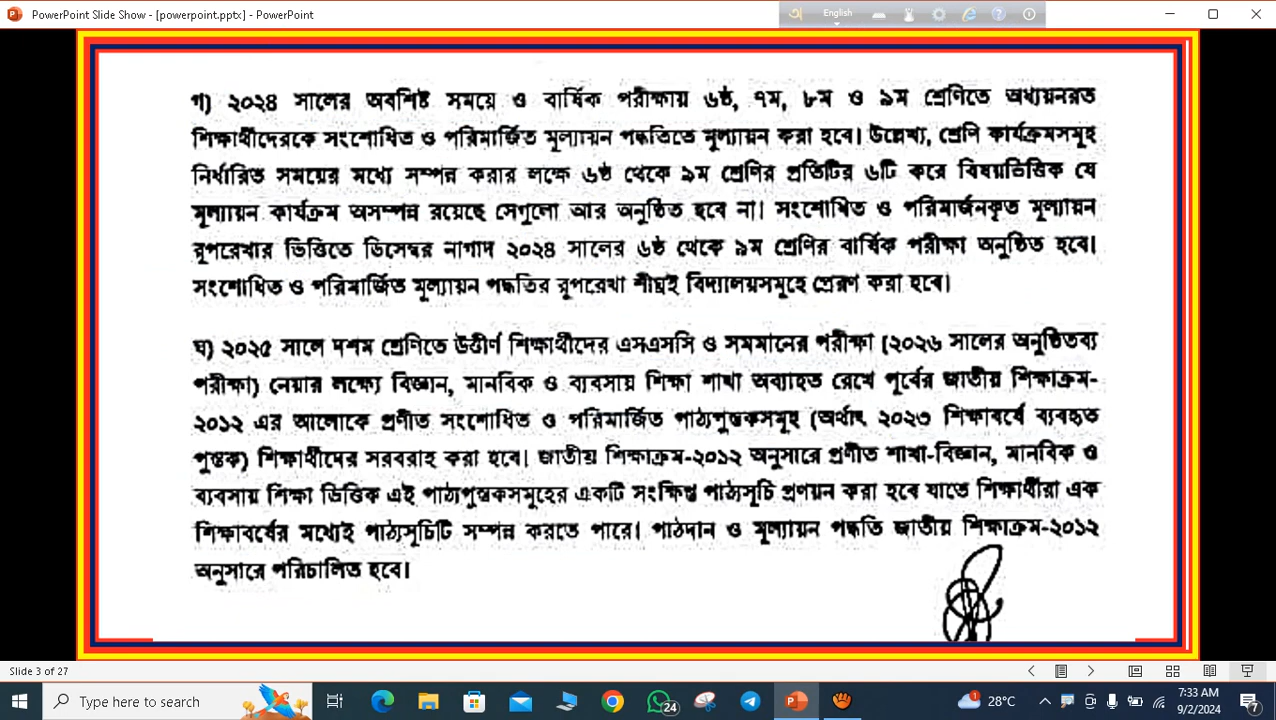 PowerPoint Slide Show - [powerpoint.pptx] - PowerPoint
English
গ) ২০২৪ সালের অবশিষ্ট সময়ে ও বার্ষিক পরীক্ষায় ৬ষ্ঠ, ৭ম, ৮ম ও ৯ম শ্রেণিতে অধ্যয়নরত
শিক্ষার্থীদেরকে সংশোধিত ও পরিমার্জিত মূল্যায়ন পদ্ধতিতে মূল্যায়ন করা হবে। উল্লেখ্য, শ্রেণি কার্যক্রমসমূহ
নির্ধারিত সময়ের মধ্যে সম্পন্ন করার লক্ষে ৬ষ্ঠ থেকে ৯ম শ্রেণির প্রতিটির ৬টি করে বিষয়ভিত্তিক যে
মূল্যায়ন কার্যক্রম অসম্পন্ন রয়েছে সেগুলো আর অনুষ্ঠিত হবে না। সংশোধিত ও পরিমার্জনকৃত মূল্যায়ন
রূপরেখার ভিত্তিতে ডিসেম্বর নাগাদ ২০২৪ সালের ৬ষ্ঠ থেকে ৯ম শ্রেণির বার্ষিক পরীক্ষা অনুষ্ঠিত হবে।
সংশোধিত ও পরিমার্জিত মূল্যায়ন পদ্ধতির রূপরেখা শীঘ্রই বিদ্যালয়সমূহে প্রেরণ করা হবে।
ঘ) ২০২৫ সালে দশম শ্রেণিতে উত্তীর্ণ শিক্ষার্থীদের এসএসসি ও সমমানের পরীক্ষা (২০২৬ সালের অনুষ্ঠিতব্য
পরীক্ষা) নেয়ার লক্ষ্যে বিজ্ঞান, মানবিক ও ব্যবসায় শিক্ষা শাখা অব্যাহত রেখে পূর্বের জাতীয় শিক্ষাক্রম-
২০১২ এর আলোকে প্রণীত সংশোধিত ও পরিমার্জিত পাঠ্যপুস্তকসমূহ (অর্থাৎ ২০২৩ শিক্ষাবর্ষে ব্যবহৃত
পুস্তক) শিক্ষার্থীদের সরবরাহ করা হবে। জাতীয় শিক্ষাক্রম-২০১২ অনুসারে প্রণীত শাখা-বিজ্ঞান, মানবিক ও
ব্যবসায় শিক্ষা ভিত্তিক এই পাঠ্যপুস্তকসমূহের একটি সংক্ষিপ্ত পাঠ্যসূচি প্রণয়ন করা হবে যাতে শিক্ষার্থীরা এক
শিক্ষাবর্ষের মধ্যেই পাঠ্যসূচিটি সম্পন্ন করতে পারে। পাঠদান ও মূল্যায়ন পদ্ধতি জাতীয় শিক্ষাক্রম-২০১২
অনুসারে পরিচালিত হবে।
Slide 3 of 27
Type here to search
24
1
28°C
7:33 AM
9/2/2024
7